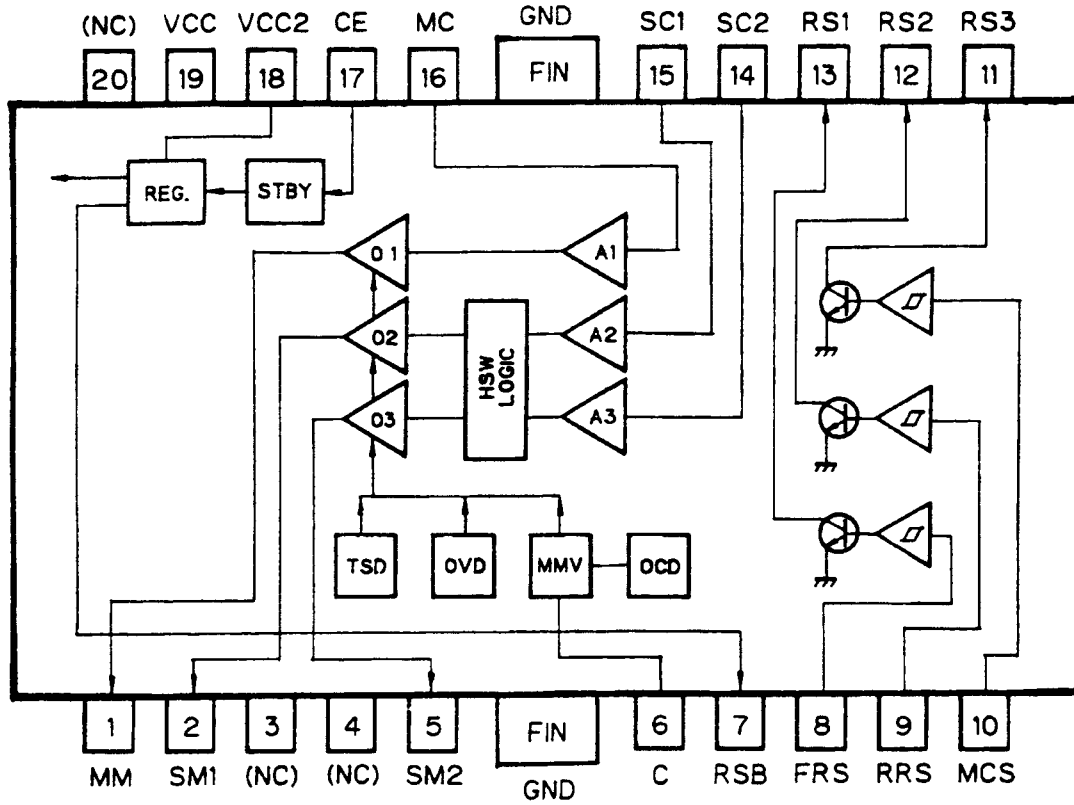 GND
(NC) VCC VCC2 CE MC SC1 SC2 RS1 RS2 RS3
20 19 18 17 16 FIN 15 14 13 12 11
REG. STBY
O1 A1
O2 A2
HSW LOGIC
O3 A3
TSD OVD MMV OCD
1 2 3 4 5 FIN 6 7 8 9 10
MM SM1 (NC) (NC) SM2 C RSB FRS RRS MCS
GND